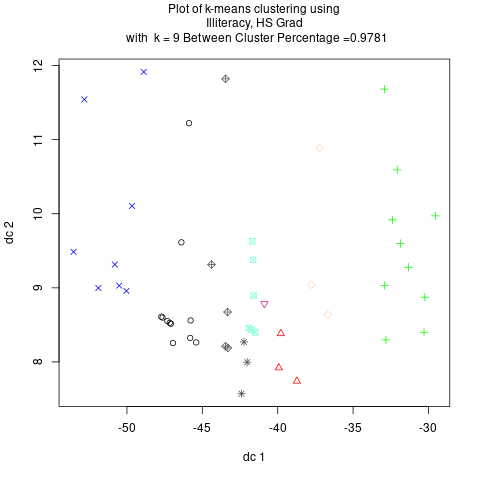 Plot of k-means clustering using
Illiteracy, HS Grad
with k = 9 Between Cluster Percentage =0.9781
12
11
10
9
8
dc 2
-50
-45
-40
-35
-30
dc 1